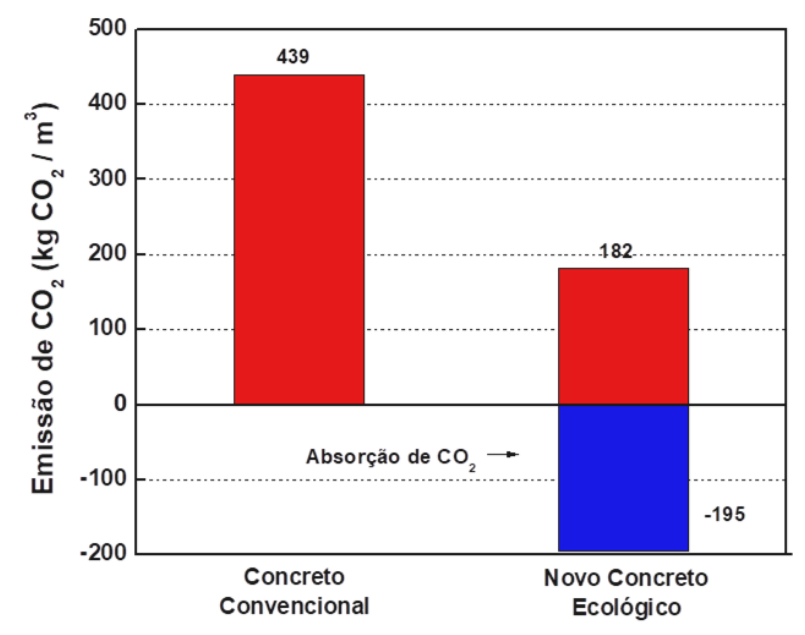 Emissão de CO₂ (kg CO₂ / m³)
500
400
300
200
100
0
-100
-200
439
182
Absorção de CO₂
-195
Concreto
Convencional
Novo Concreto
Ecológico